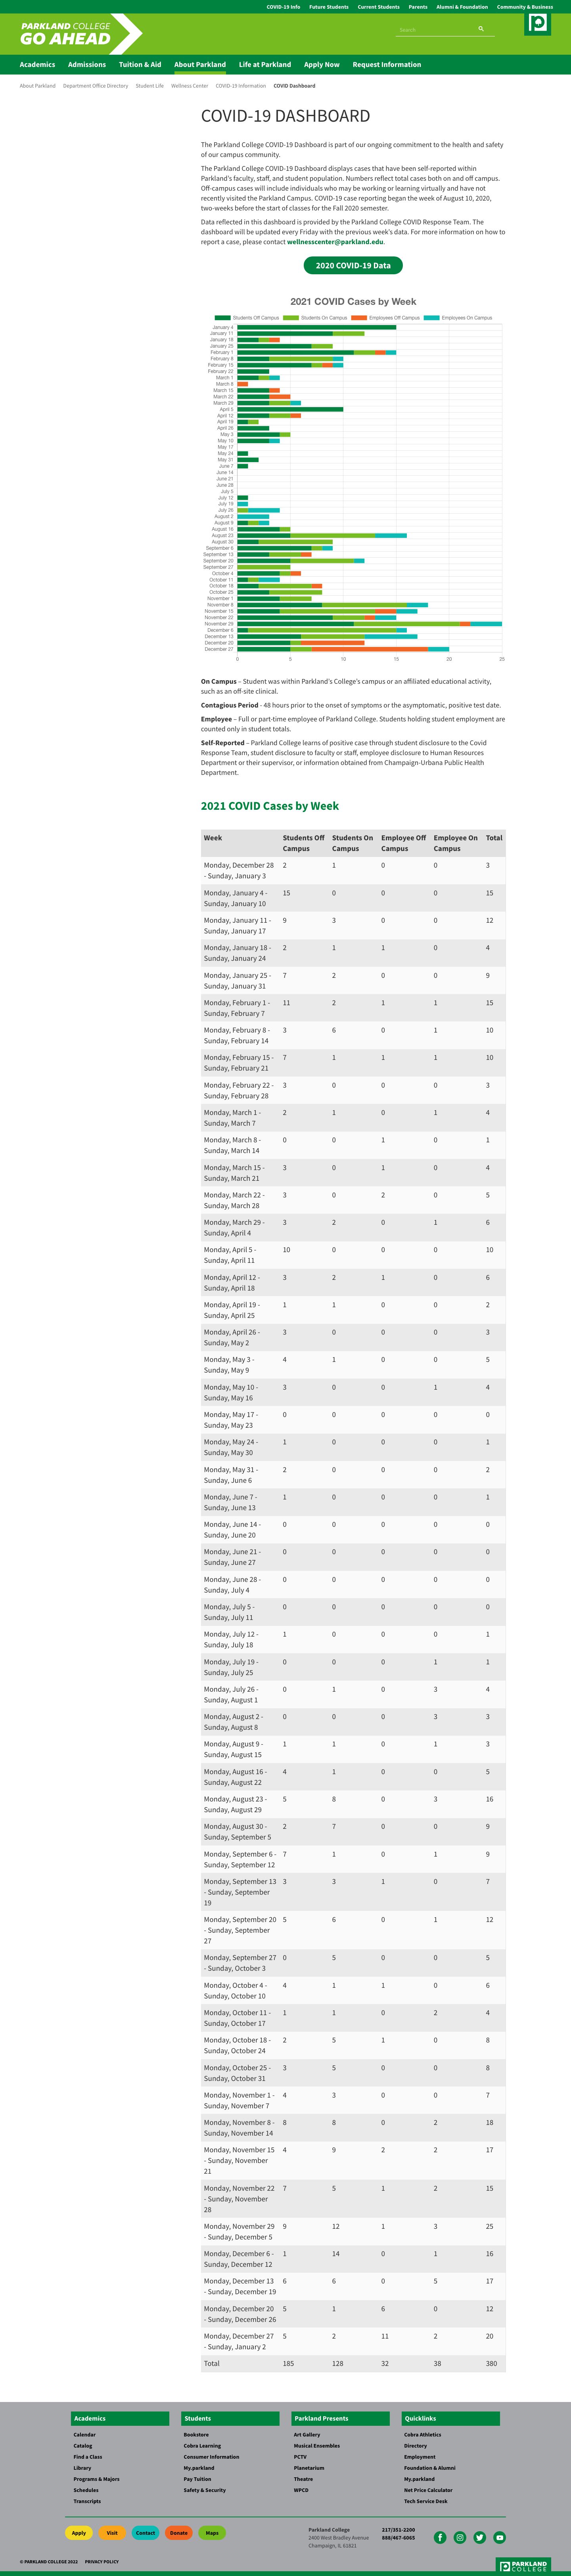 COVID-19 Info Future Students Current Students Parents Alumni & Foundation Community & Business
PARKLAND COLLEGE
GO AHEAD
Search
Academics Admissions Tuition & Aid About Parkland Life at Parkland Apply Now Request Information
About Parkland Department Office Directory Student Life Wellness Center COVID-19 Information COVID Dashboard
COVID-19 DASHBOARD
The Parkland College COVID-19 Dashboard is part of our ongoing commitment to the health and safety
of our campus community.
The Parkland College COVID-19 Dashboard displays cases that have been self-reported within
Parkland's faculty, staff, and student population. Numbers reflect total cases both on and off campus.
Off-campus cases will include individuals who may be working or learning virtually and have not
recently visited the Parkland Campus. COVID-19 case reporting began the week of August 10, 2020,
two-weeks before the start of classes for the Fall 2020 semester.
Data reflected in this dashboard is provided by the Parkland College COVID Response Team. The
dashboard will be updated every Friday with the previous week's data. For more information on how to
report a case, please contact wellnesscenter@parkland.edu.
2020 COVID-19 Data
2021 COVID Cases by Week
Students Off Campus Students On Campus Employees Off Campus Employees On Campus
January 4
January 11
January 18
January 25
February 1
February 8
February 15
February 22
March 1
March 8
March 15
March 22
March 29
April 5
April 12
April 19
April 26
May 3
May 10
May 17
May 24
May 31
June 7
June 14
June 21
June 28
July 5
July 12
July 19
July 26
August 2
August 9
August 16
August 23
August 30
September 6
September 13
September 20
September 27
October 4
October 11
October 18
October 25
November 1
November 8
November 15
November 22
November 29
December 6
December 13
December 20
December 27
0 5 10 15 20 25
On Campus – Student was within Parkland's College's campus or an affiliated educational activity,
such as an off-site clinical.
Contagious Period - 48 hours prior to the onset of symptoms or the asymptomatic, positive test date.
Employee – Full or part-time employee of Parkland College. Students holding student employment are
counted only in student totals.
Self-Reported – Parkland College learns of positive case through student disclosure to the Covid
Response Team, student disclosure to faculty or staff, employee disclosure to Human Resources
Department or their supervisor, or information obtained from Champaign-Urbana Public Health
Department.
2021 COVID Cases by Week
Week Students Off Students On Employee Off Employee On Total
Campus Campus Campus Campus
Monday, December 28 2 1 0 0 3
- Sunday, January 3
Monday, January 4 - 15 0 0 0 15
Sunday, January 10
Monday, January 11 - 9 3 0 0 12
Sunday, January 17
Monday, January 18 - 2 1 1 0 4
Sunday, January 24
Monday, January 25 - 7 2 0 0 9
Sunday, January 31
Monday, February 1 - 11 2 1 1 15
Sunday, February 7
Monday, February 8 - 3 6 0 1 10
Sunday, February 14
Monday, February 15 - 7 1 1 1 10
Sunday, February 21
Monday, February 22 - 3 0 0 0 3
Sunday, February 28
Monday, March 1 - 2 1 0 1 4
Sunday, March 7
Monday, March 8 - 0 0 1 0 1
Sunday, March 14
Monday, March 15 - 3 0 1 0 4
Sunday, March 21
Monday, March 22 - 3 0 2 0 5
Sunday, March 28
Monday, March 29 - 3 2 0 1 6
Sunday, April 4
Monday, April 5 - 10 0 0 0 10
Sunday, April 11
Monday, April 12 - 3 2 1 0 6
Sunday, April 18
Monday, April 19 - 1 1 0 0 2
Sunday, April 25
Monday, April 26 - 3 0 0 0 3
Sunday, May 2
Monday, May 3 - 4 1 0 0 5
Sunday, May 9
Monday, May 10 - 3 0 0 1 4
Sunday, May 16
Monday, May 17 - 0 0 0 0 0
Sunday, May 23
Monday, May 24 - 1 0 0 0 1
Sunday, May 30
Monday, May 31 - 2 0 0 0 2
Sunday, June 6
Monday, June 7 - 1 0 0 0 1
Sunday, June 13
Monday, June 14 - 0 0 0 0 0
Sunday, June 20
Monday, June 21 - 0 0 0 0 0
Sunday, June 27
Monday, June 28 - 0 0 0 0 0
Sunday, July 4
Monday, July 5 - 0 0 0 0 0
Sunday, July 11
Monday, July 12 - 1 0 0 0 1
Sunday, July 18
Monday, July 19 - 0 0 0 1 1
Sunday, July 25
Monday, July 26 - 0 1 0 3 4
Sunday, August 1
Monday, August 2 - 0 0 0 3 3
Sunday, August 8
Monday, August 9 - 1 1 0 1 3
Sunday, August 15
Monday, August 16 - 4 1 0 0 5
Sunday, August 22
Monday, August 23 - 5 8 0 3 16
Sunday, August 29
Monday, August 30 - 2 7 0 0 9
Sunday, September 5
Monday, September 6 - 7 1 0 1 9
Sunday, September 12
Monday, September 13 3 3 1 0 7
- Sunday, September
19
Monday, September 20 5 6 0 1 12
- Sunday, September
27
Monday, September 27 0 5 0 0 5
- Sunday, October 3
Monday, October 4 - 4 1 1 0 6
Sunday, October 10
Monday, October 11 - 1 1 0 2 4
Sunday, October 17
Monday, October 18 - 2 5 1 0 8
Sunday, October 24
Monday, October 25 - 3 5 0 0 8
Sunday, October 31
Monday, November 1 - 4 3 0 0 7
Sunday, November 7
Monday, November 8 - 8 8 0 2 18
Sunday, November 14
Monday, November 15 4 9 2 2 17
- Sunday, November
21
Monday, November 22 7 5 1 2 15
- Sunday, November
28
Monday, November 29 9 12 1 3 25
- Sunday, December 5
Monday, December 6 - 1 14 0 1 16
Sunday, December 12
Monday, December 13 6 6 0 5 17
- Sunday, December 19
Monday, December 20 5 1 6 0 12
- Sunday, December 26
Monday, December 27 5 2 11 2 20
- Sunday, January 2
Total 185 128 32 38 380
Academics Students Parkland Presents Quicklinks
Calendar Bookstore Art Gallery Cobra Athletics
Catalog Cobra Learning Musical Ensembles Directory
Find a Class Consumer Information PCTV Employment
Library My.parkland Planetarium Foundation & Alumni
Programs & Majors Pay Tuition Theatre My.parkland
Schedules Safety & Security WPCD Net Price Calculator
Transcripts Tech Service Desk
Apply Visit Contact Donate Maps
Parkland College 217/351-2200
2400 West Bradley Avenue 888/467-6065
Champaign, IL 61821
© PARKLAND COLLEGE 2022 PRIVACY POLICY
PARKLAND
COLLEGE